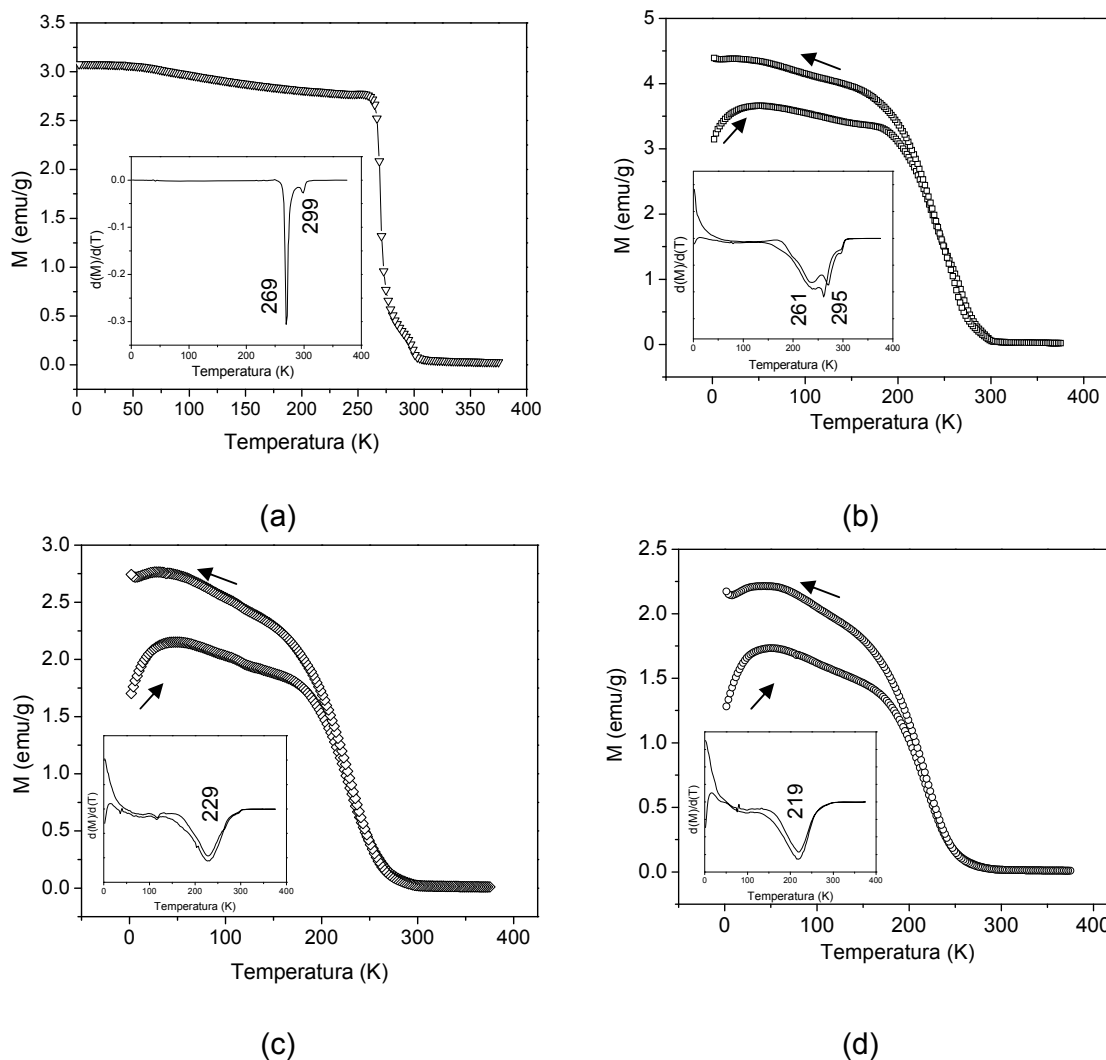 3.5
3.0
2.5
2.0
1.5
1.0
0.5
0.0
M (emu/g)
0 50 100 150 200 250 300 350 400
Temperatura (K)
0.0
-0.1
-0.2
-0.3
d(M)/d(T)
299
269
0 100 200 300 400
Temperatura (K)
(a)
5
4
3
2
1
0
M (emu/g)
0 100 200 300 400
Temperatura (K)
d(M)/d(T)
261
295
0 100 200 300 400
Temperatura (K)
(b)
3.0
2.5
2.0
1.5
1.0
0.5
0.0
M (emu/g)
0 100 200 300 400
Temperatura (K)
d(M)/d(T)
229
0 100 200 300 400
Temperatura (K)
(c)
2.5
2.0
1.5
1.0
0.5
0.0
M (emu/g)
0 100 200 300 400
Temperatura (K)
d(M)/d(T)
219
0 100 200 300 400
Temperatura (K)
(d)